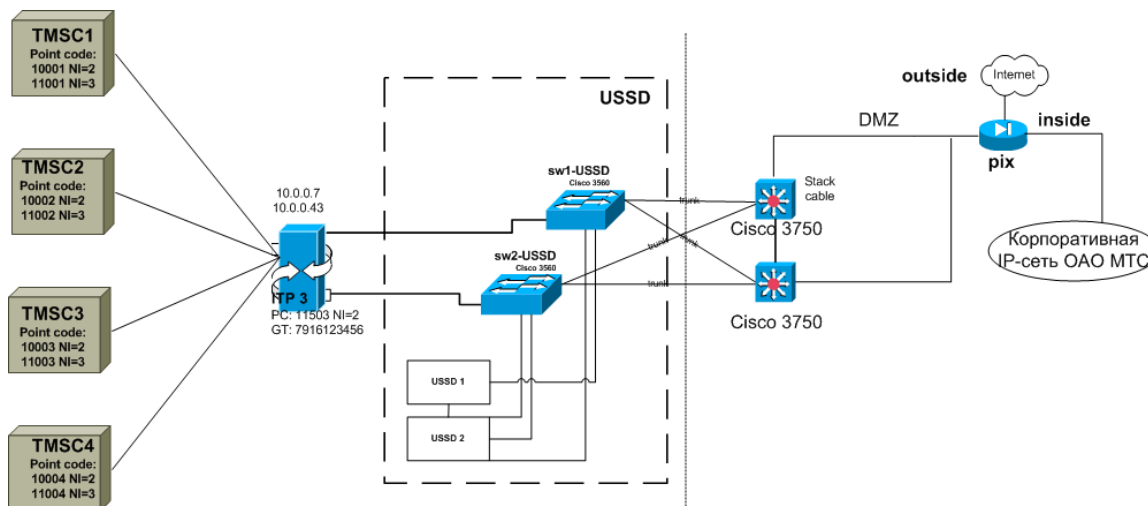 TMSC1
Point code:
10001 NI=2
11001 NI=3
TMSC2
Point code:
10002 NI=2
11002 NI=3
TMSC3
Point code:
10003 NI=2
11003 NI=3
TMSC4
Point code:
10004 NI=2
11004 NI=3
10.0.0.7
10.0.0.43
ITP 3
PC: 11503 NI=2
GT: 7916123456
USSD
sw1-USSD
Cisco 3560
sw2-USSD
Cisco 3560
USSD 1
USSD 2
trunk
trunk
trunk
trunk
Stack
cable
Cisco 3750
Cisco 3750
DMZ
outside
Internet
inside
pix
Корпоративная
IP-сеть ОАО МТС